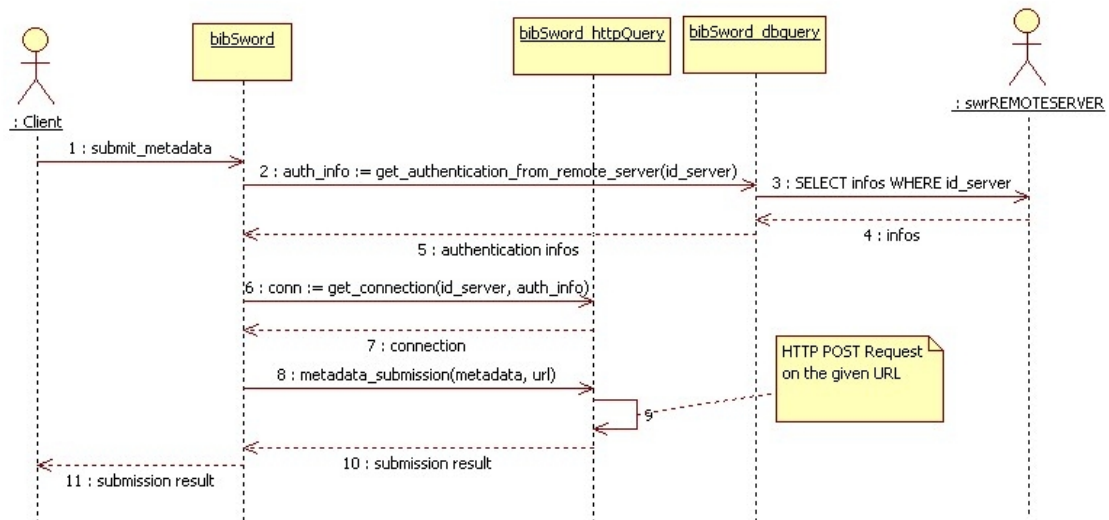 bibSword
bibSword_httpQuery
bibSword_dbquery
: Client
: swrREMOTESERVER
1 : submit_metadata
2 : auth_info := get_authentication_from_remote_server(id_server)
3 : SELECT infos WHERE id_server
4 : infos
5 : authentication infos
6 : conn := get_connection(id_server, auth_info)
7 : connection
HTTP POST Request
on the given URL
8 : metadata_submission(metadata, url)
9
10 : submission result
11 : submission result